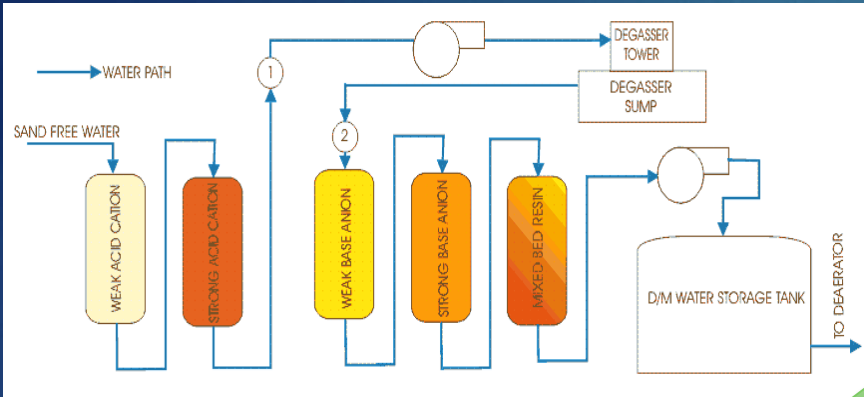 DEGASSER
TOWER
1
WATER PATH
DEGASSER
SUMP
SAND FREE WATER
2
WEAK ACID CATION
STRONG ACID CATION
WEAK BASE ANION
STRONG BASE ANION
MIXED BED RESIN
D/M WATER STORAGE TANK
TO DEAERATOR